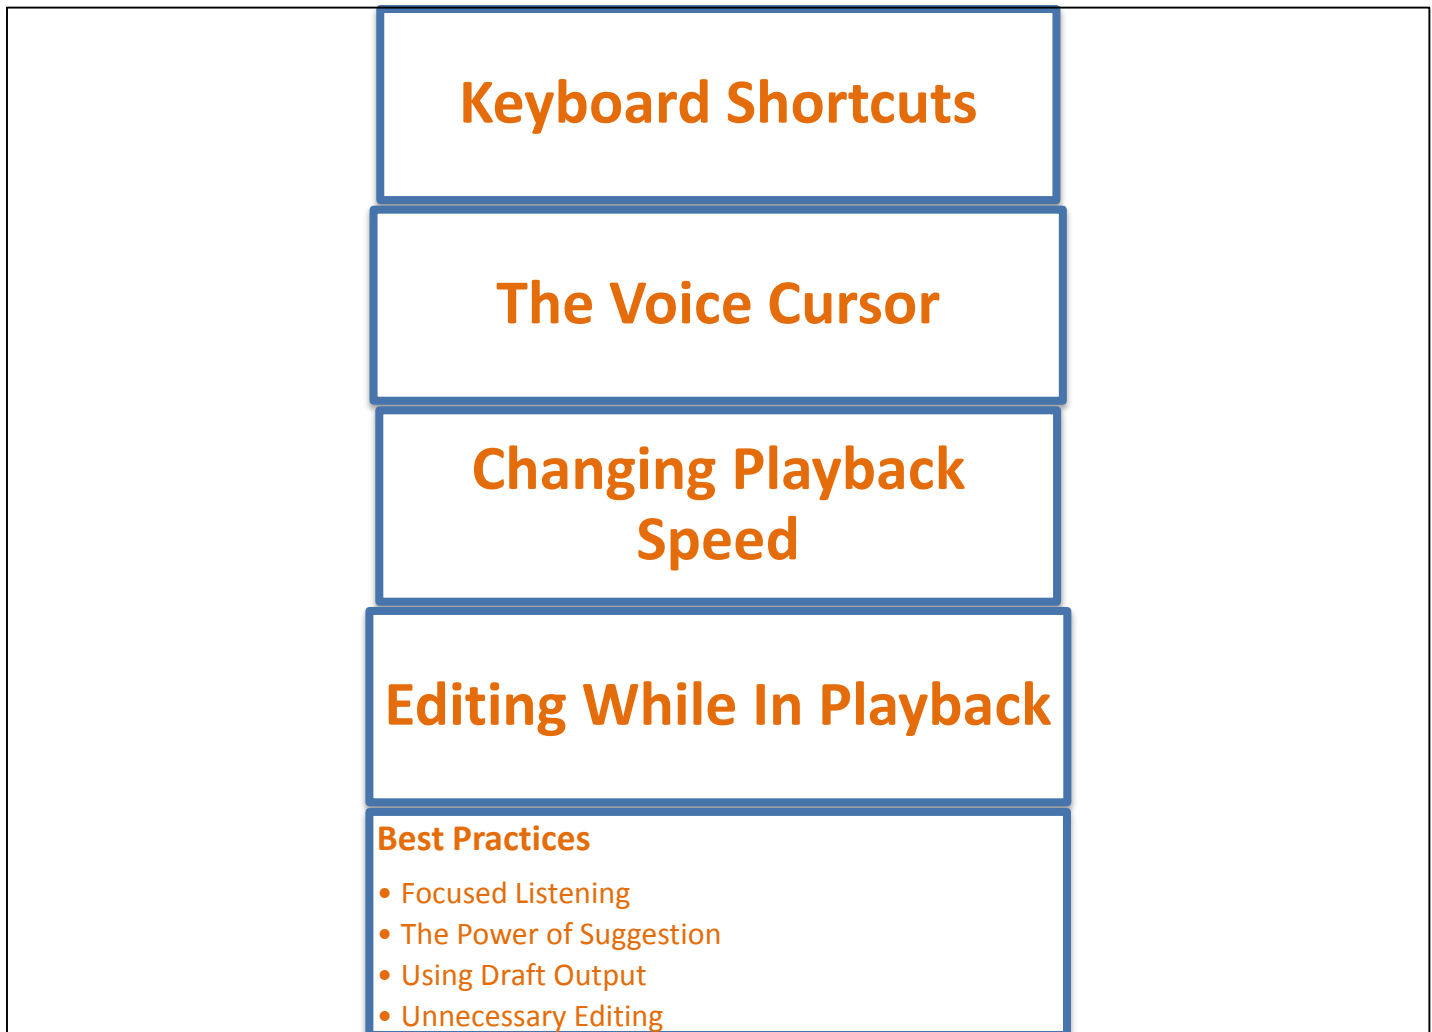 Keyboard Shortcuts
The Voice Cursor
Changing Playback
Speed
Editing While In Playback
Best Practices
• Focused Listening
• The Power of Suggestion
• Using Draft Output
• Unnecessary Editing